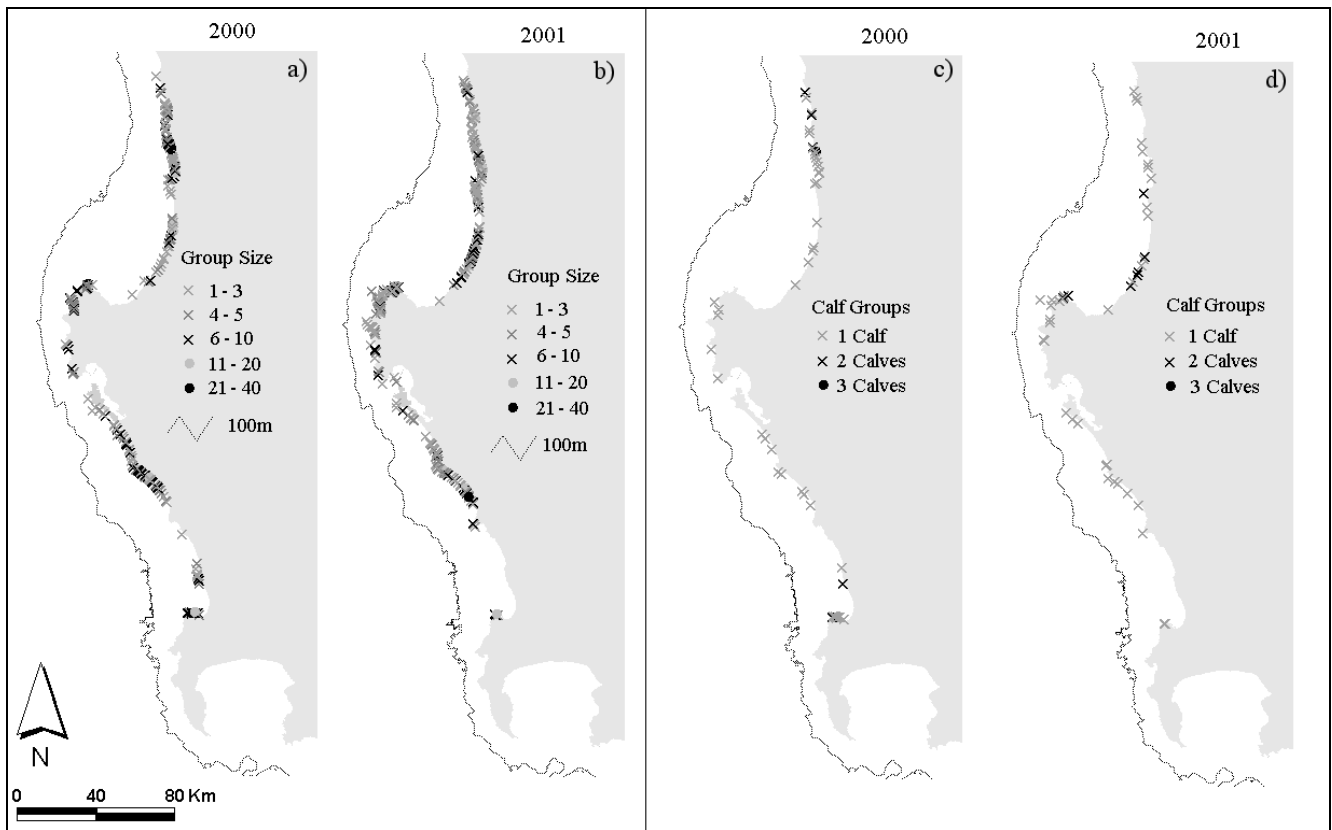 2000
a)
Group Size
1 - 3
4 - 5
6 - 10
11 - 20
21 - 40
100m
N
0 40 80 Km
2001
b)
Group Size
1 - 3
4 - 5
6 - 10
11 - 20
21 - 40
100m
2000
c)
Calf Groups
1 Calf
2 Calves
3 Calves
2001
d)
Calf Groups
1 Calf
2 Calves
3 Calves